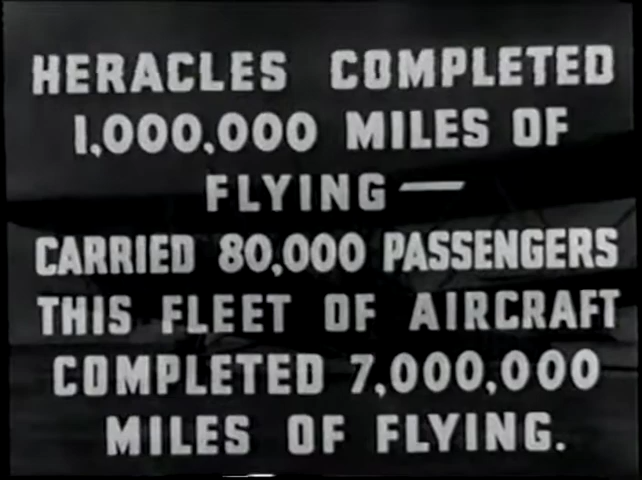 HERACLES COMPLETED
1,000,000 MILES OF
FLYING —
CARRIED 80,000 PASSENGERS
THIS FLEET OF AIRCRAFT
COMPLETED 7,000,000
MILES OF FLYING.